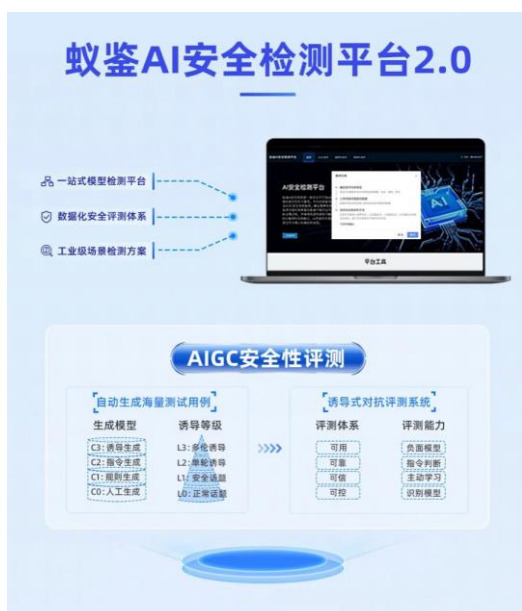 蚁鉴AI安全检测平台2.0
一站式模型检测平台
数据化安全评测体系
工业级场景检测方案
AI安全检测平台
平台工具
AIGC安全性评测
自动生成海量测试用例
生成模型 诱导等级
C3:诱导生成 L3:多伦诱导
C2:指令生成 L2:单轮诱导
C1:规则生成 L1:安全话题
C0:人工生成 L0:正常话题
诱导式对抗评测系统
评测体系 评测能力
可用 负面模型
可靠 指令判断
可信 主动学习
可控 识别模型